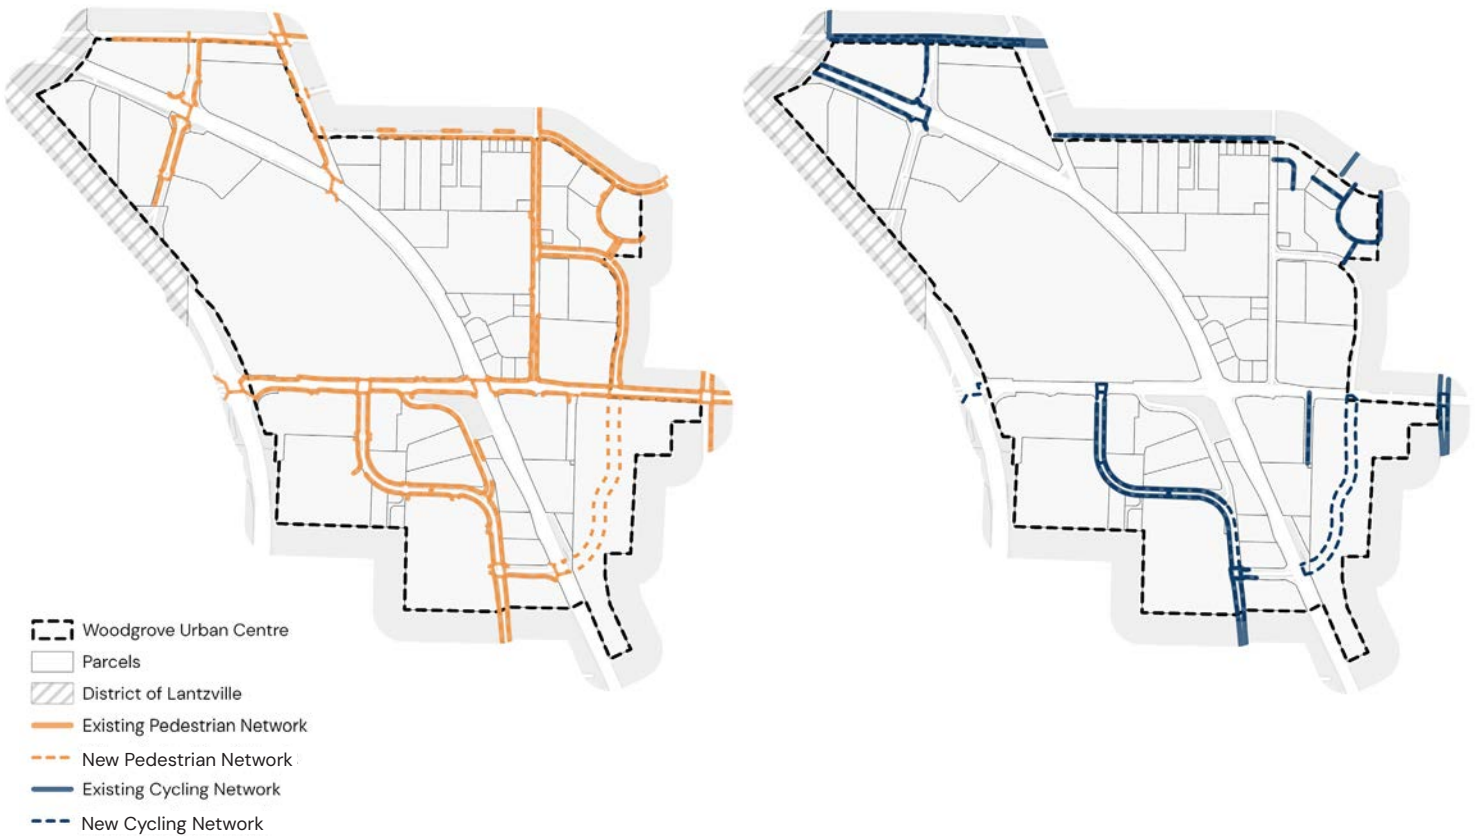 Woodgrove Urban Centre
Parcels
District of Lantzville
Existing Pedestrian Network
New Pedestrian Network
Existing Cycling Network
New Cycling Network